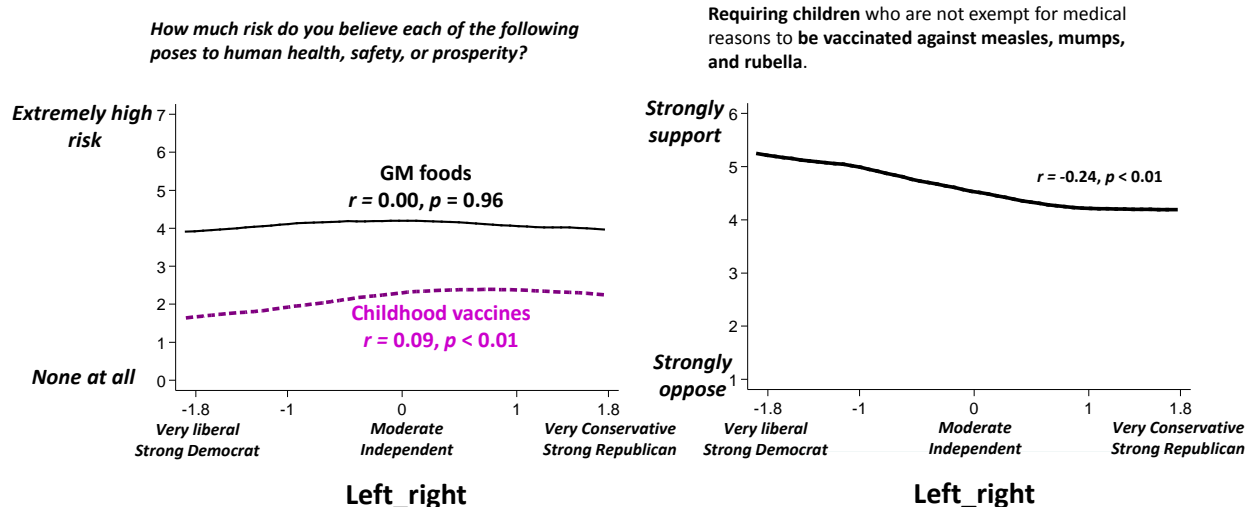 How much risk do you believe each of the following
poses to human health, safety, or prosperity?
Extremely high
risk
7
6
5
4
3
2
1
0
None at all
GM foods
r = 0.00, p = 0.96
Childhood vaccines
r = 0.09, p < 0.01
-1.8
-1
0
1
1.8
Very liberal
Strong Democrat
Moderate
Independent
Very Conservative
Strong Republican
Left_right
Requiring children who are not exempt for medical
reasons to be vaccinated against measles, mumps,
and rubella.
Strongly
support
6
5
4
3
2
1
Strongly
oppose
r = -0.24, p < 0.01
-1.8
-1
0
1
1.8
Very liberal
Strong Democrat
Moderate
Independent
Very Conservative
Strong Republican
Left_right